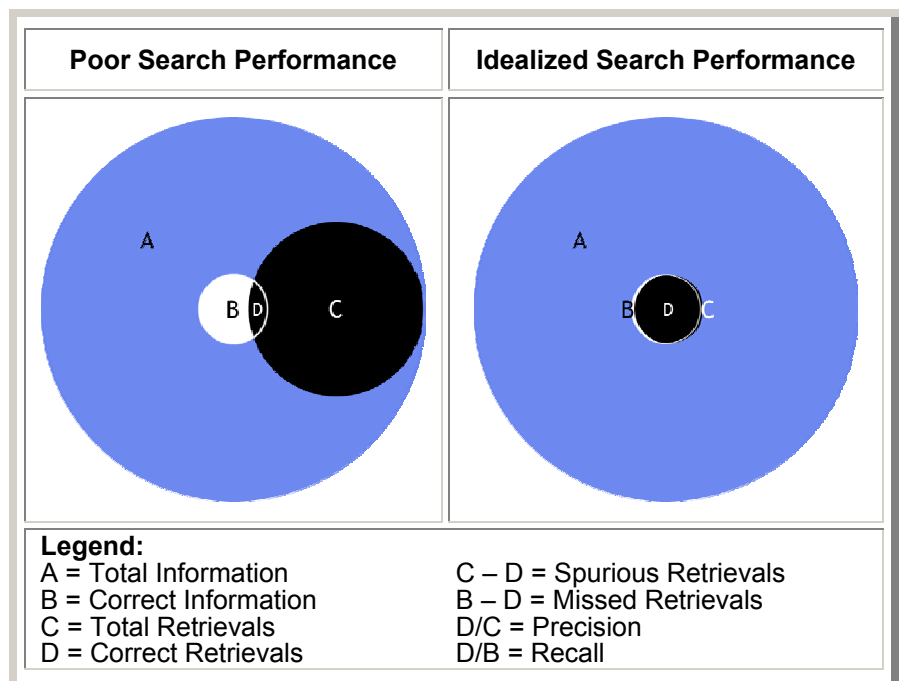 Poor Search Performance
Idealized Search Performance
A
B
D
C
A
B
D
C
Legend:
A = Total Information
B = Correct Information
C = Total Retrievals
D = Correct Retrievals
C – D = Spurious Retrievals
B – D = Missed Retrievals
D/C = Precision
D/B = Recall